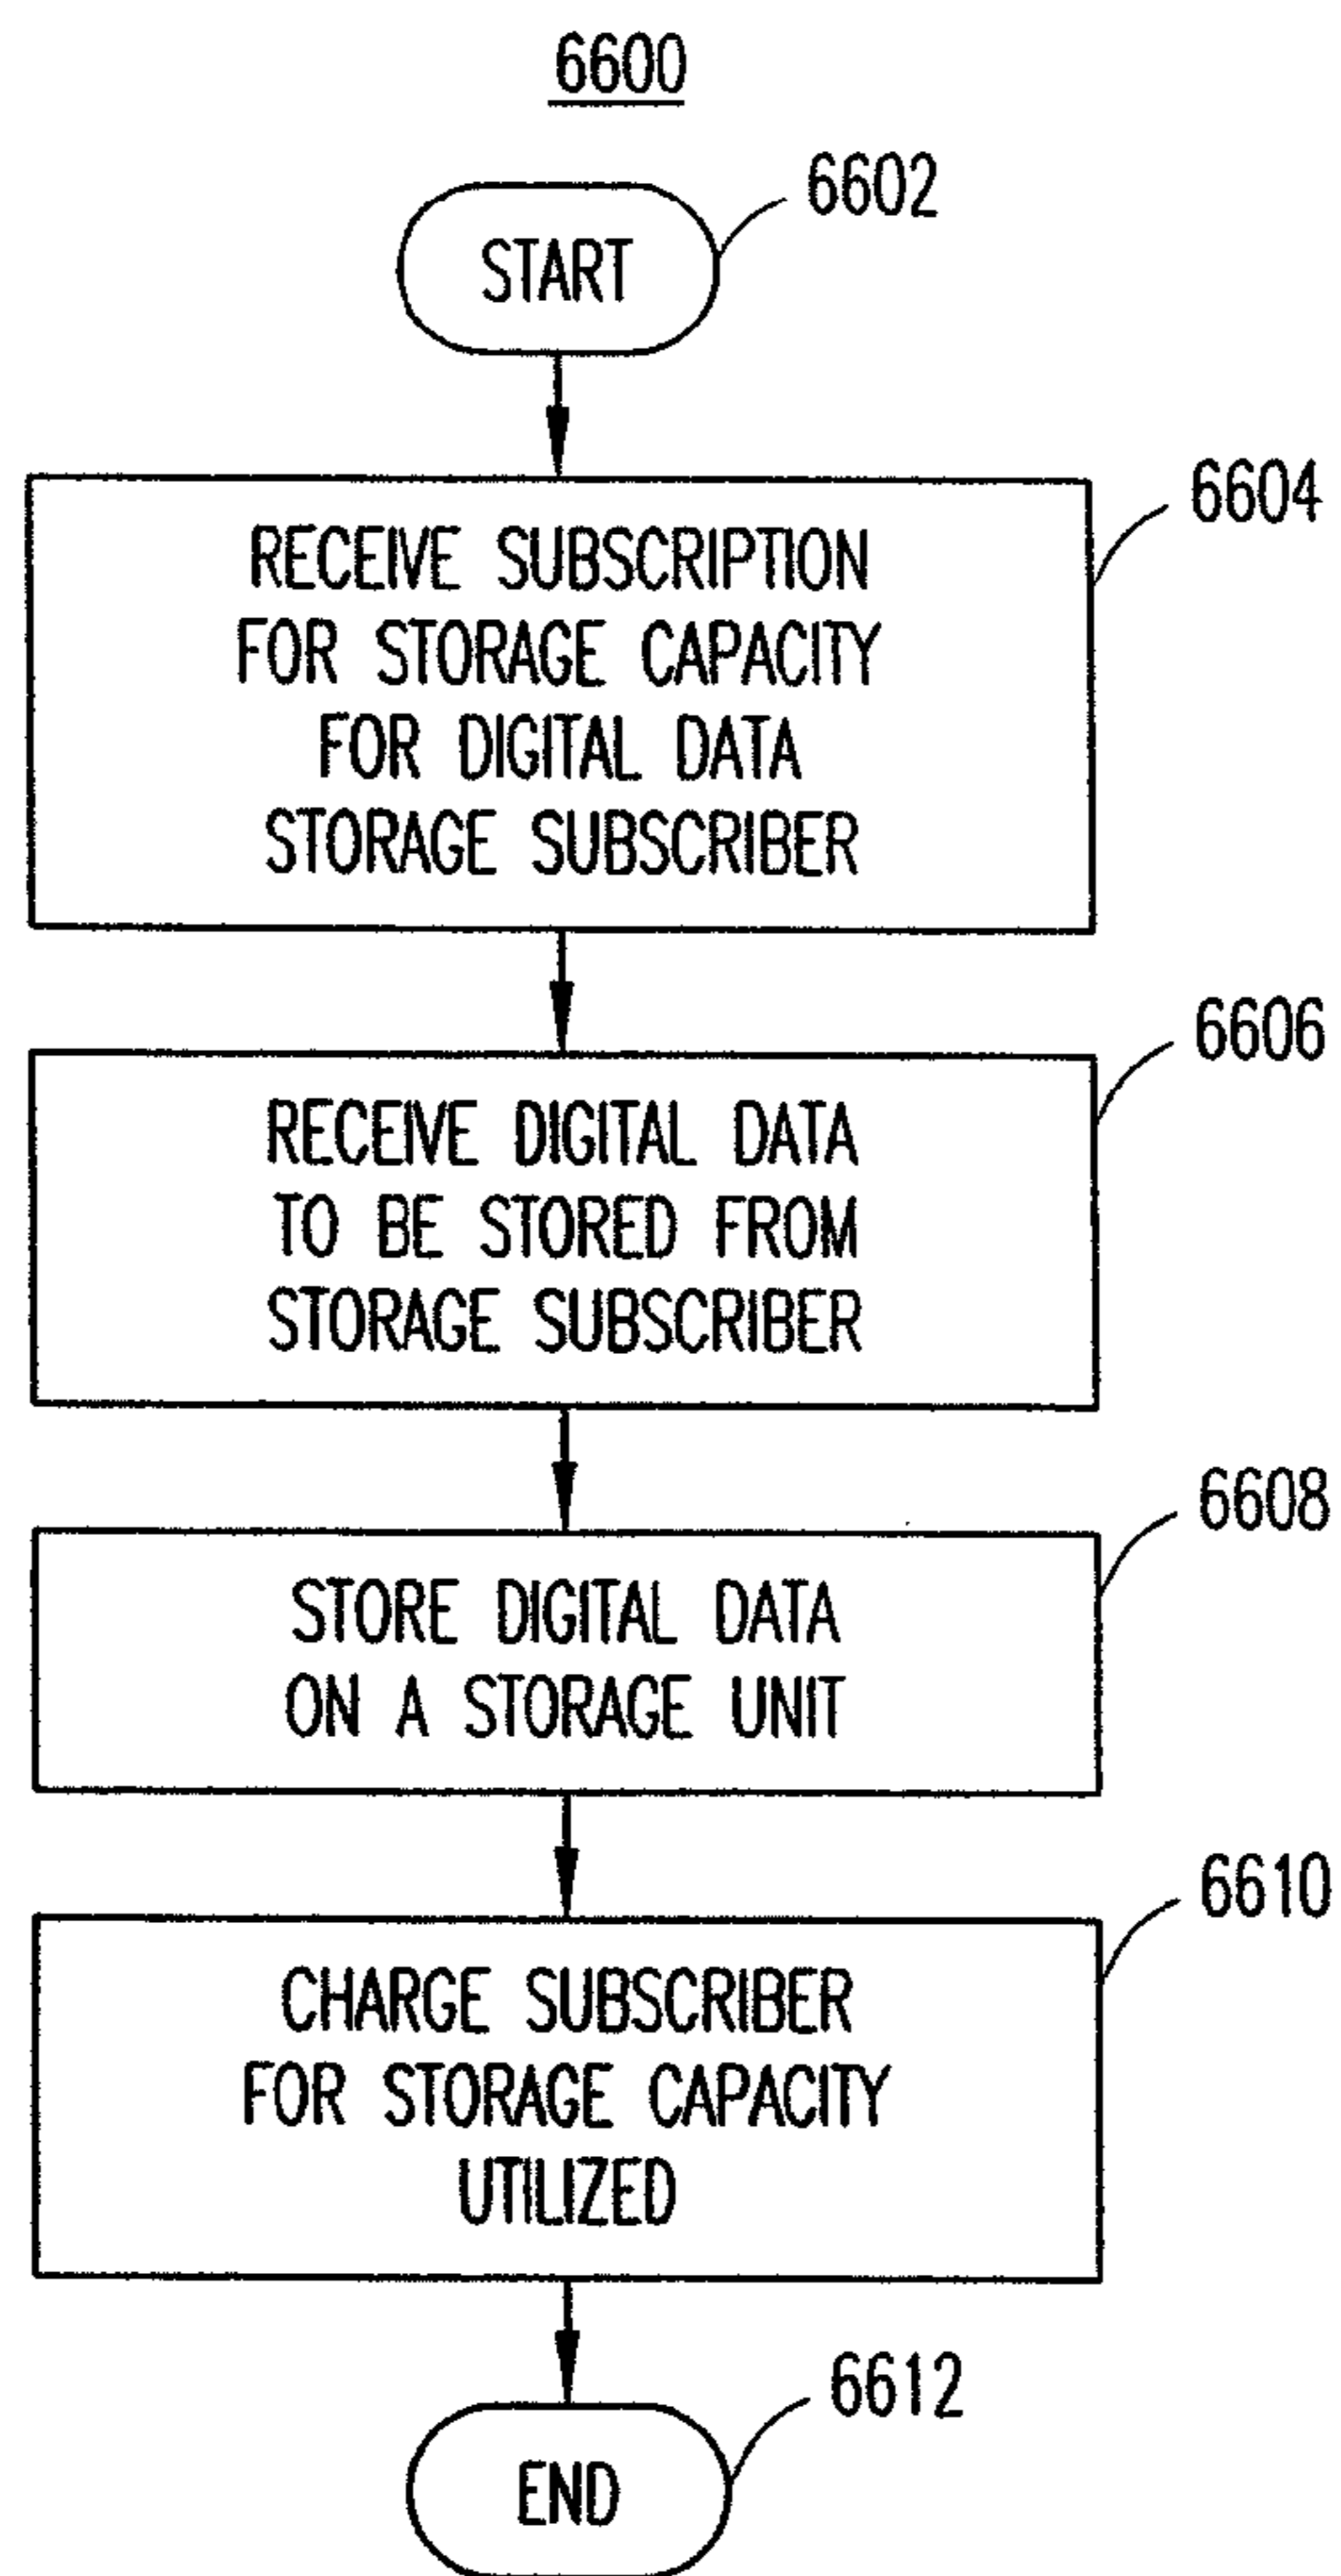 6600
6602
START
6604
RECEIVE SUBSCRIPTION
FOR STORAGE CAPACITY
FOR DIGITAL DATA
STORAGE SUBSCRIBER
6606
RECEIVE DIGITAL DATA
TO BE STORED FROM
STORAGE SUBSCRIBER
6608
STORE DIGITAL DATA
ON A STORAGE UNIT
6610
CHARGE SUBSCRIBER
FOR STORAGE CAPACITY
UTILIZED
6612
END